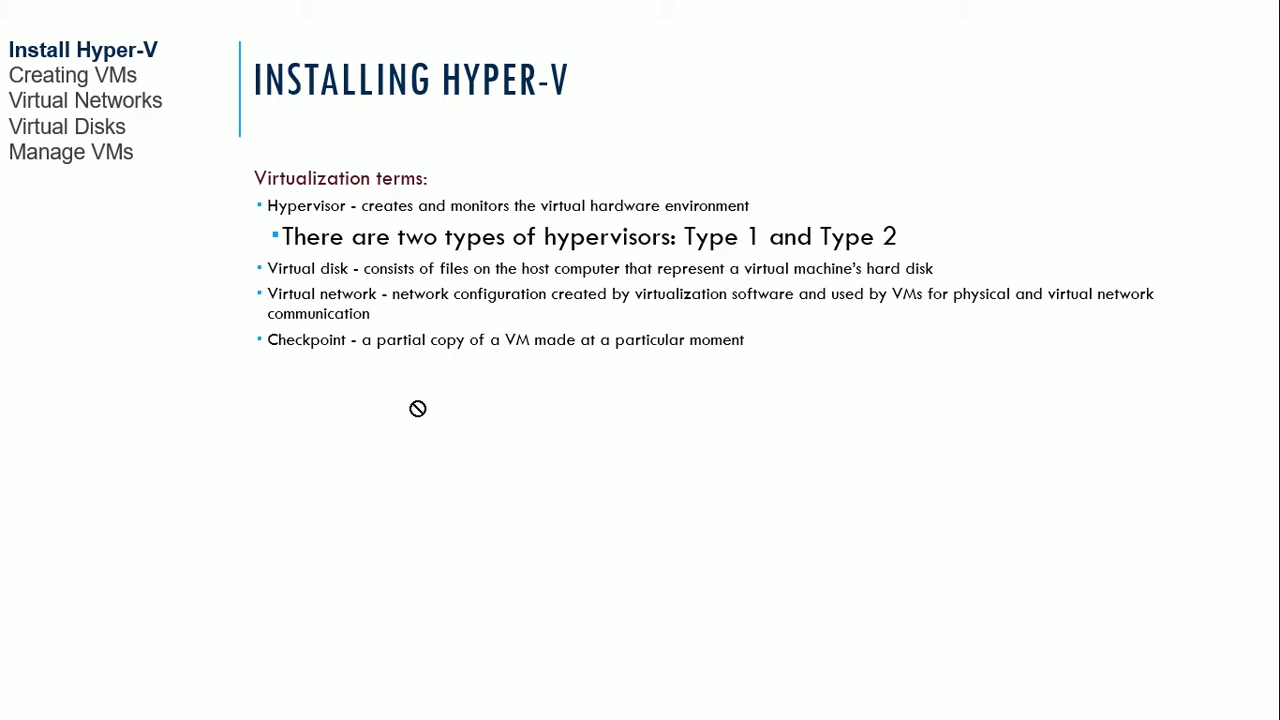 Install Hyper-V
Creating VMs
Virtual Networks
Virtual Disks
Manage VMs
INSTALLING HYPER-V
Virtualization terms:
▪ Hypervisor - creates and monitors the virtual hardware environment
▪ There are two types of hypervisors: Type 1 and Type 2
▪ Virtual disk - consists of files on the host computer that represent a virtual machine’s hard disk
▪ Virtual network - network configuration created by virtualization software and used by VMs for physical and virtual network
communication
▪ Checkpoint - a partial copy of a VM made at a particular moment